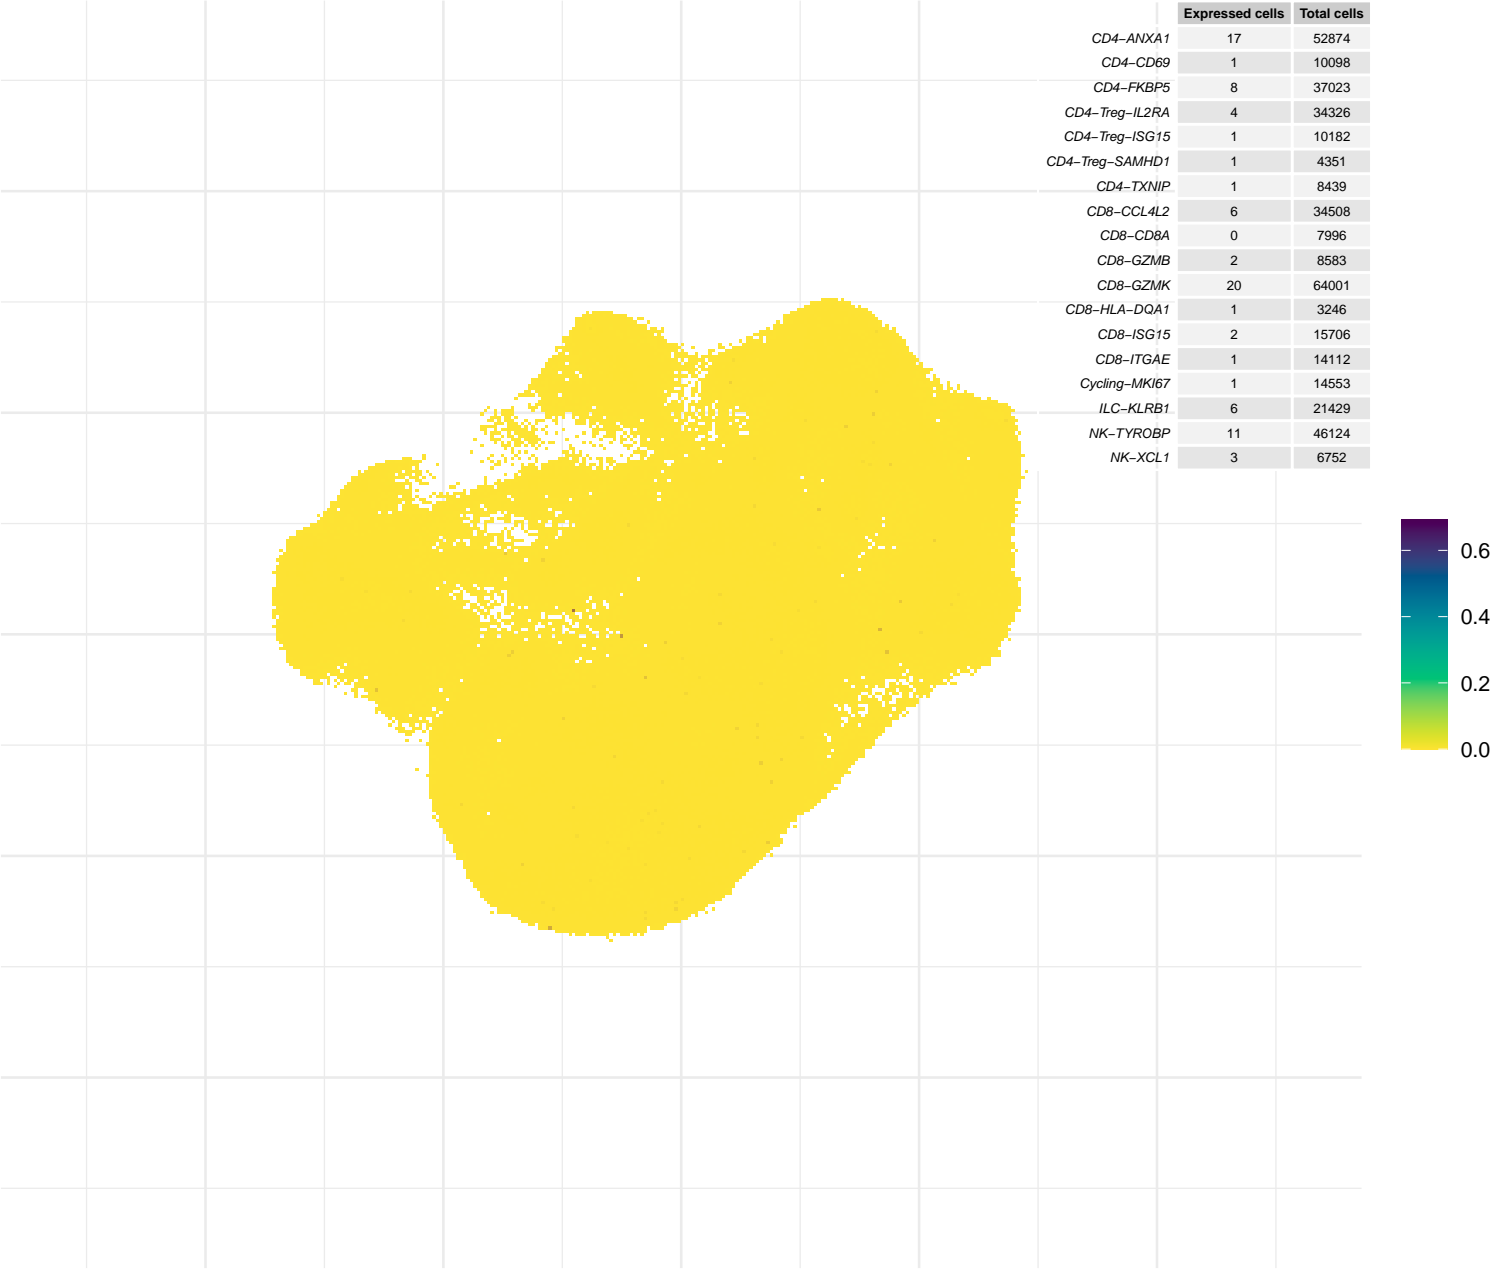 Expressed cells Total cells
CD4−ANXA1 17 52874
CD4−CD69 1 10098
CD4−FKBP5 8 37023
CD4−Treg−IL2RA 4 34326
CD4−Treg−ISG15 1 10182
CD4−Treg−SAMHD1 1 4351
CD4−TXNIP 1 8439
CD8−CCL4L2 6 34508
CD8−CD8A 0 7996
CD8−GZMB 2 8583
CD8−GZMK 20 64001
CD8−HLA−DQA1 1 3246
CD8−ISG15 2 15706
CD8−ITGAE 1 14112
Cycling−MKI67 1 14553
ILC−KLRB1 6 21429
NK−TYROBP 11 46124
NK−XCL1 3 6752
0.6
0.4
0.2
0.0